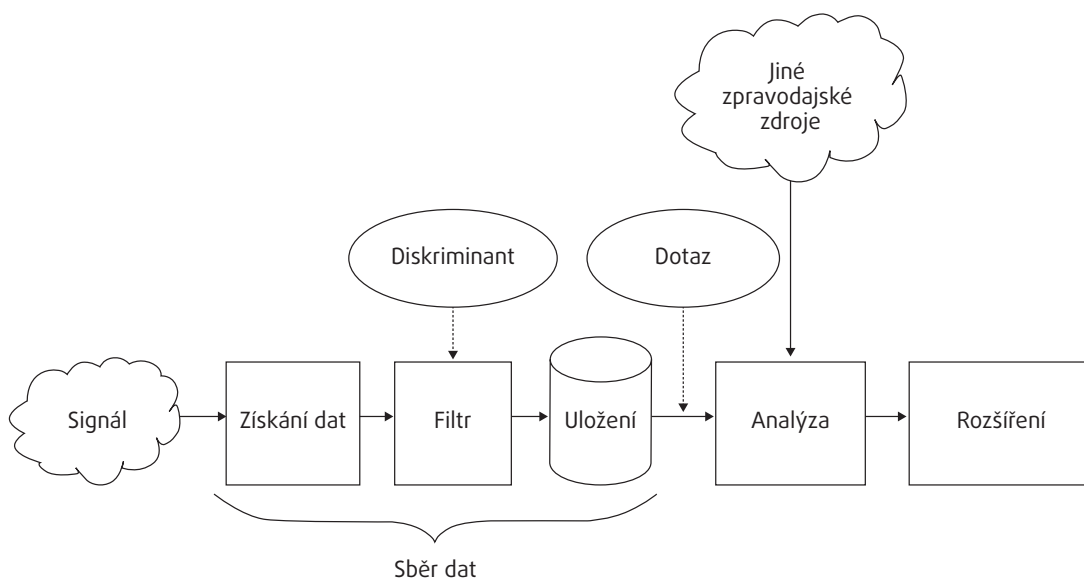 Jiné
zpravodajské
zdroje
Diskriminant
Dotaz
Signál
Získání dat
Filtr
Uložení
Analýza
Rozšíření
Sběr dat